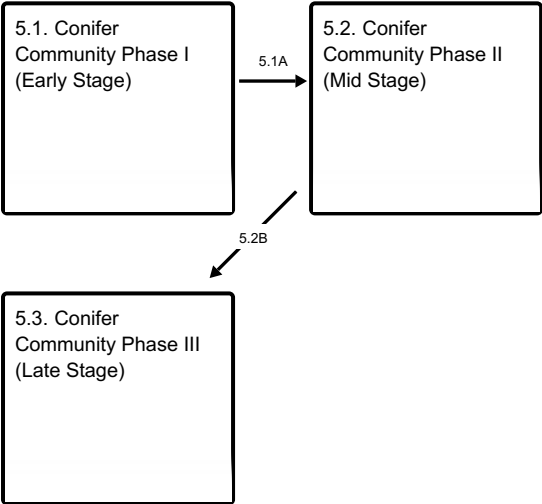 5.1. Conifer
Community Phase I
(Early Stage)
5.1A
5.2. Conifer
Community Phase II
(Mid Stage)
5.2B
5.3. Conifer
Community Phase III
(Late Stage)